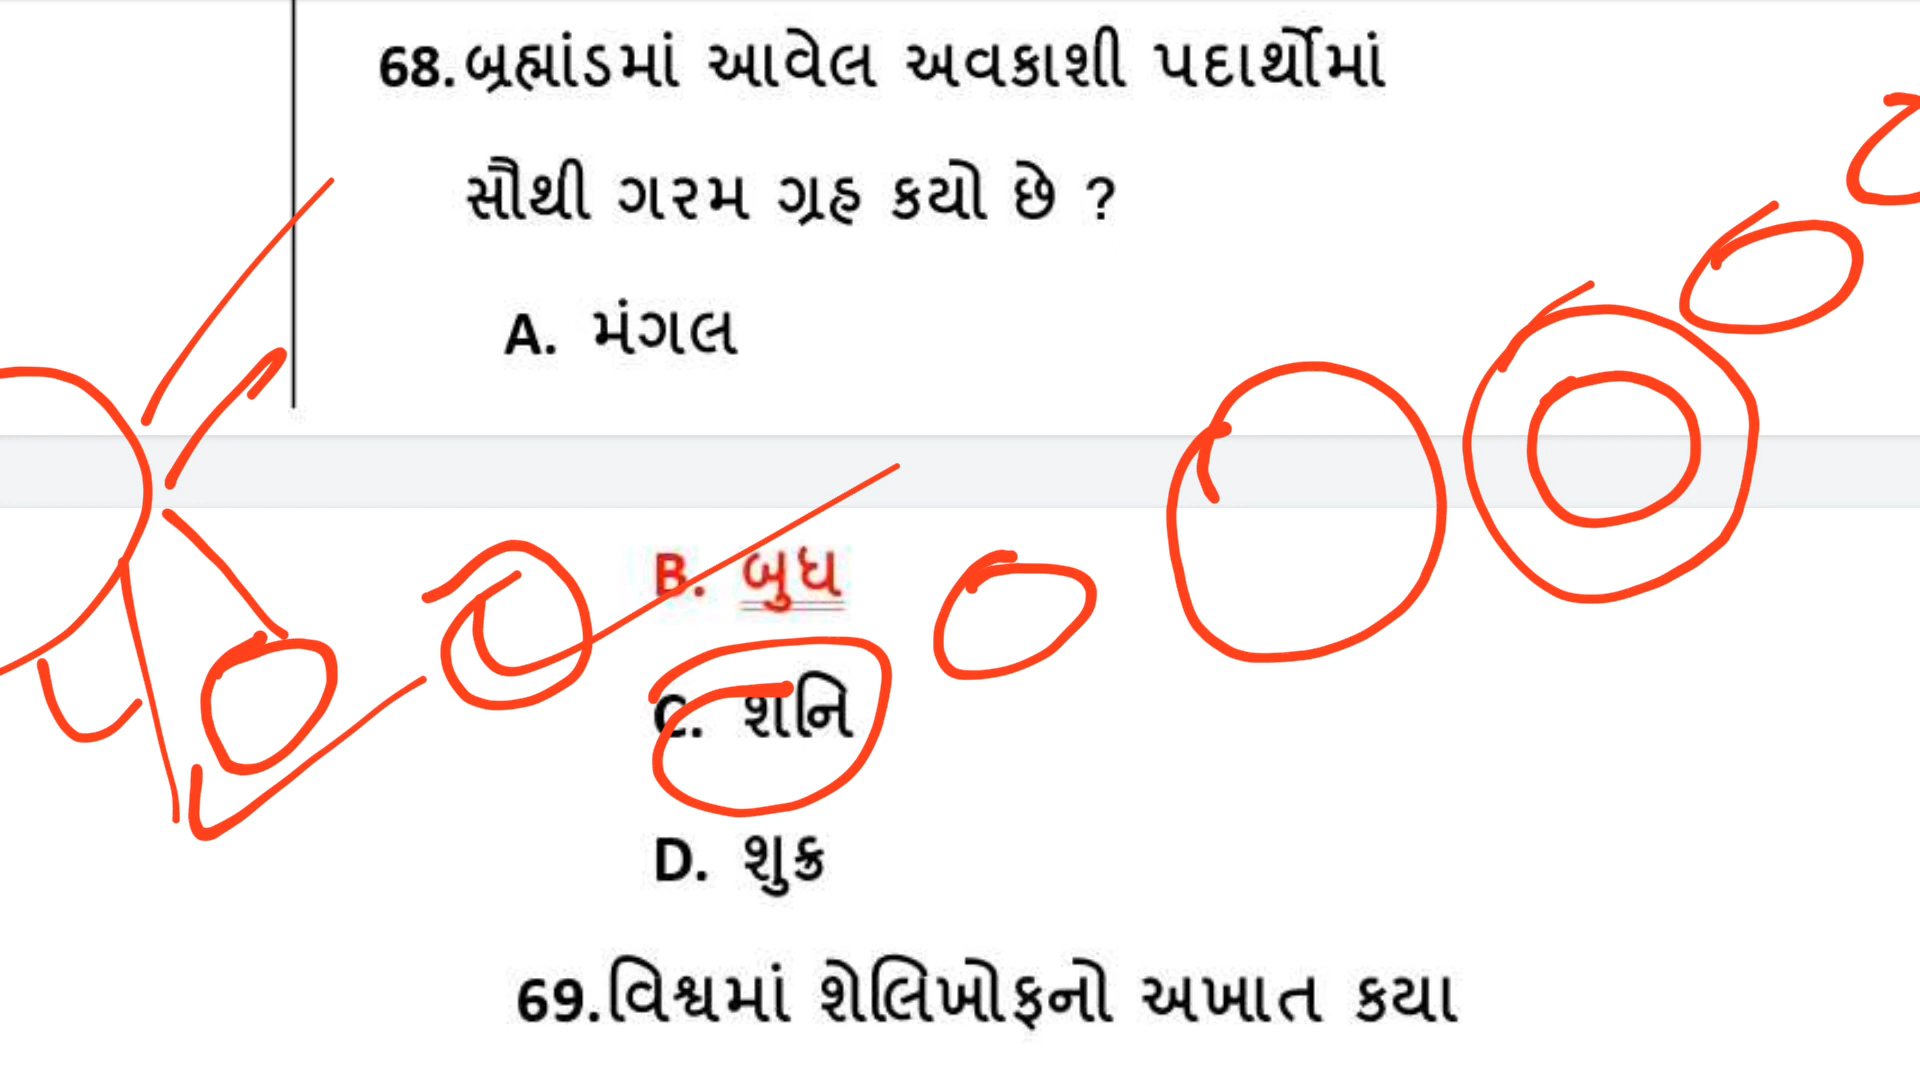 68.બ્રહ્માંડમાં આવેલ અવકાશી પદાર્થોમાં
સૌથી ગરમ ગ્રહ કયો છે ?
A. મંગલ
B. બુધ
C. શનિ
D. શુક્ર
69.વિશ્વમાં શેલિખોફનો અખાત કયા